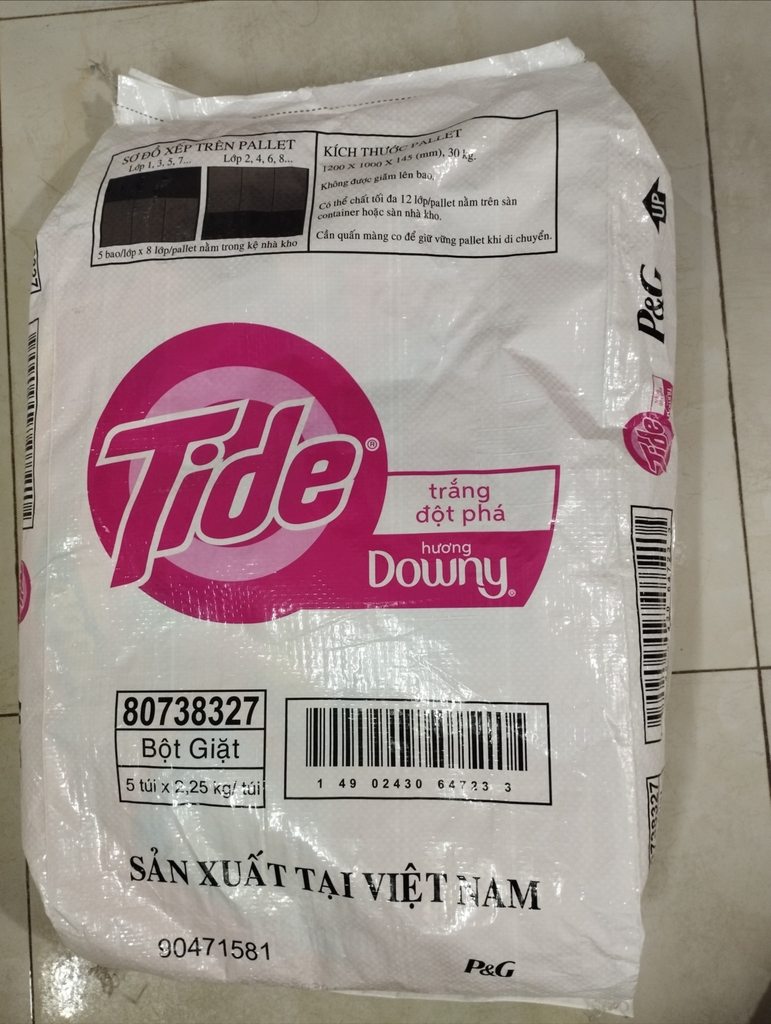 SƠ ĐỒ XẾP TRÊN PALLET
Lớp 1, 3, 5, 7... Lớp 2, 4, 6, 8...
5 bao/lớp x 8 lớp/pallet nằm trong kệ nhà kho
KÍCH THƯỚC PALLET
1200 X 1000 X 145 (mm), 30 kg.
Không được giẫm lên bao.
Có thể chất tối đa 12 lớp/pallet nằm trên sàn
container hoặc sàn nhà kho.
Cần quấn màng co để giữ vững pallet khi di chuyển.
UP
P&G
Tide
Tide®
trắng
đột phá
hương
Downy®
80738327
Bột Giặt
5 túi x 2,25 kg/ túi
1 49 02430 64723 3
SẢN XUẤT TẠI VIỆT NAM
90471581
P&G